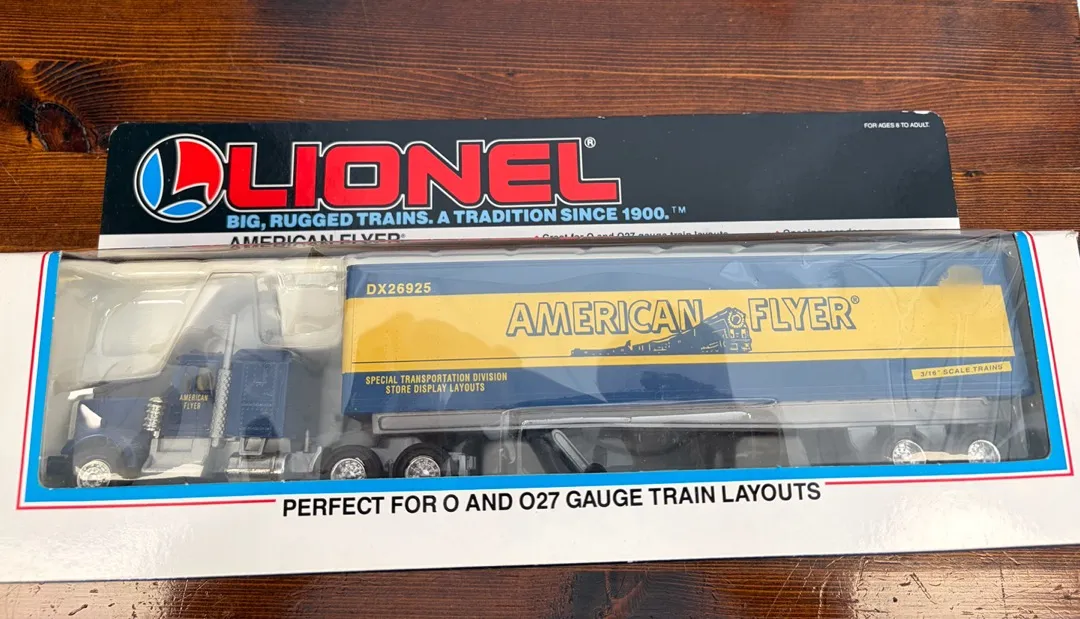 FOR AGES 8 TO ADULT.
LIONEL®
BIG, RUGGED TRAINS. A TRADITION SINCE 1900.™
AMERICAN FLYER®
DX26925
AMERICAN FLYER®
SPECIAL TRANSPORTATION DIVISION
STORE DISPLAY LAYOUTS
3/16" SCALE TRAINS
AMERICAN
FLYER
PERFECT FOR O AND O27 GAUGE TRAIN LAYOUTS